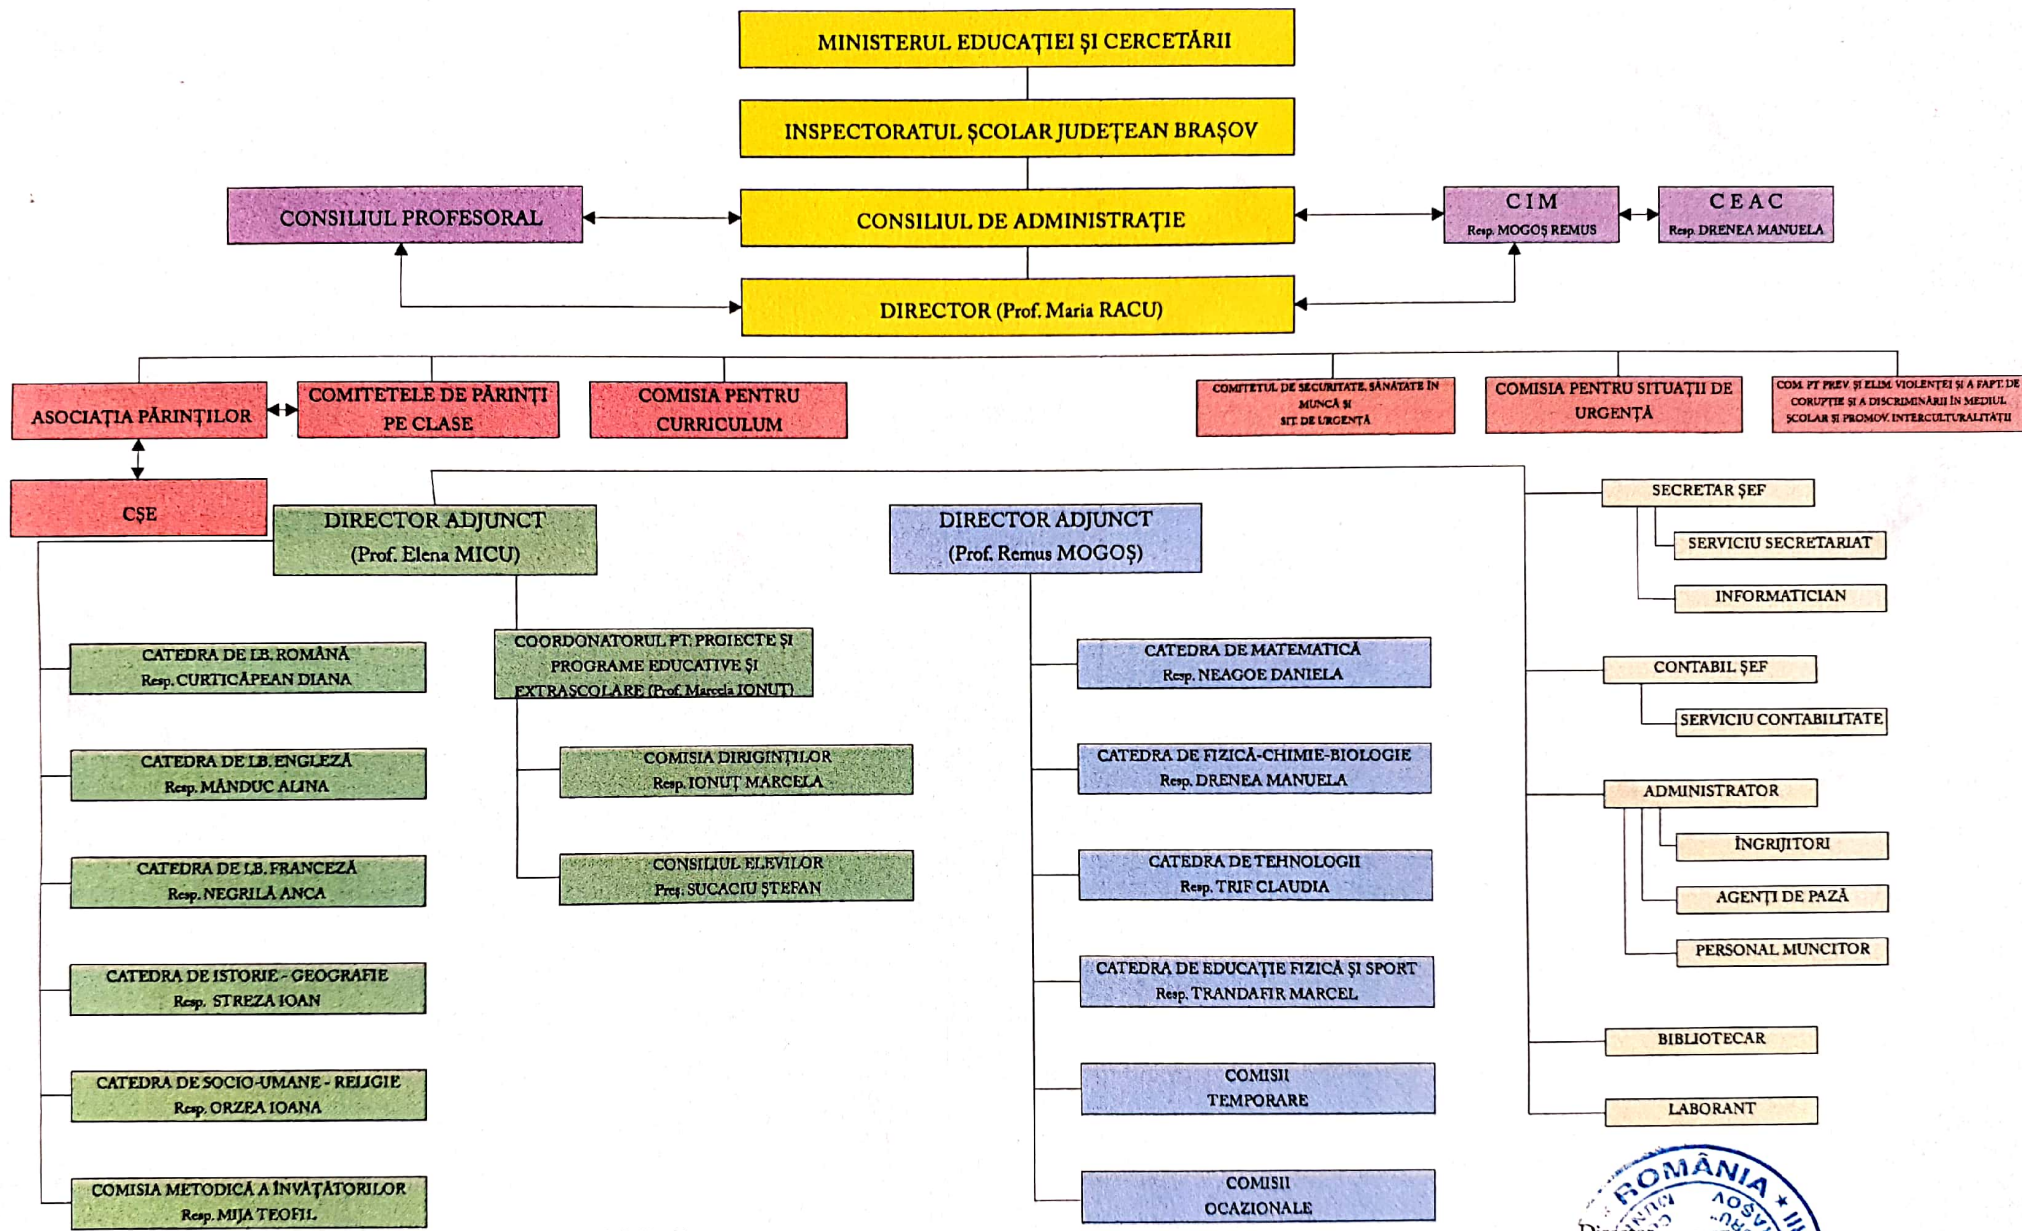 MINISTERUL EDUCAȚIEI ȘI CERCETĂRII
INSPECTORATUL ȘCOLAR JUDEȚEAN BRAȘOV
CONSILIUL PROFESORAL
CONSILIUL DE ADMINISTRAȚIE
C I M
Resp. MOGOȘ REMUS
C E A C
Resp. DRENEA MANUELA
DIRECTOR (Prof. Maria RACU)
ASOCIAȚIA PĂRINȚILOR
COMITETELE DE PĂRINȚI
PE CLASE
COMISIA PENTRU
CURRICULUM
COMITETUL DE SECURITATE, SĂNĂTATE ÎN
MUNCĂ ȘI
SIT. DE URGENȚĂ
COMISIA PENTRU SITUAȚII DE
URGENȚĂ
COM. PT PREV. ȘI ELIM. VIOLENȚEI ȘI A FAPT. DE
CORUPȚIE ȘI A DISCRIMINĂRII ÎN MEDIUL
ȘCOLAR ȘI PROMOV. INTERCULTURALITĂȚII
CȘE
DIRECTOR ADJUNCT
(Prof. Elena MICU)
DIRECTOR ADJUNCT
(Prof. Remus MOGOȘ)
SECRETAR ȘEF
SERVICIU SECRETARIAT
INFORMATICIAN
CATEDRA DE LB. ROMÂNĂ
Resp. CURTICĂPEAN DIANA
COORDONATORUL PT. PROIECTE ȘI
PROGRAME EDUCATIVE ȘI
EXTRASCOLARE (Prof. Marcela IONUȚ)
CATEDRA DE MATEMATICĂ
Resp. NEAGOE DANIELA
CONTABIL ȘEF
SERVICIU CONTABILITATE
CATEDRA DE LB. ENGLEZĂ
Resp. MÂNDUC ALINA
COMISIA DIRIGINȚILOR
Resp. IONUȚ MARCELA
CATEDRA DE FIZICĂ-CHIMIE-BIOLOGIE
Resp. DRENEA MANUELA
ADMINISTRATOR
ÎNGRIJITORI
CATEDRA DE LB. FRANCEZĂ
Resp. NEGRILĂ ANCA
CONSILIUL ELEVILOR
Preș. SUCACIU ȘTEFAN
CATEDRA DE TEHNOLOGII
Resp. TRIF CLAUDIA
AGENȚI DE PAZĂ
PERSONAL MUNCITOR
CATEDRA DE ISTORIE - GEOGRAFIE
Resp. STREZA IOAN
CATEDRA DE EDUCAȚIE FIZICĂ ȘI SPORT
Resp. TRANDAFIR MARCEL
BIBLIOTECAR
CATEDRA DE SOCIO-UMANE - RELIGIE
Resp. ORZEA IOANA
COMISII
TEMPORARE
LABORANT
COMISIA METODICĂ A ÎNVĂȚĂTORILOR
Resp. MIJA TEOFIL
COMISII
OCAZIONALE
ROMÂNIA